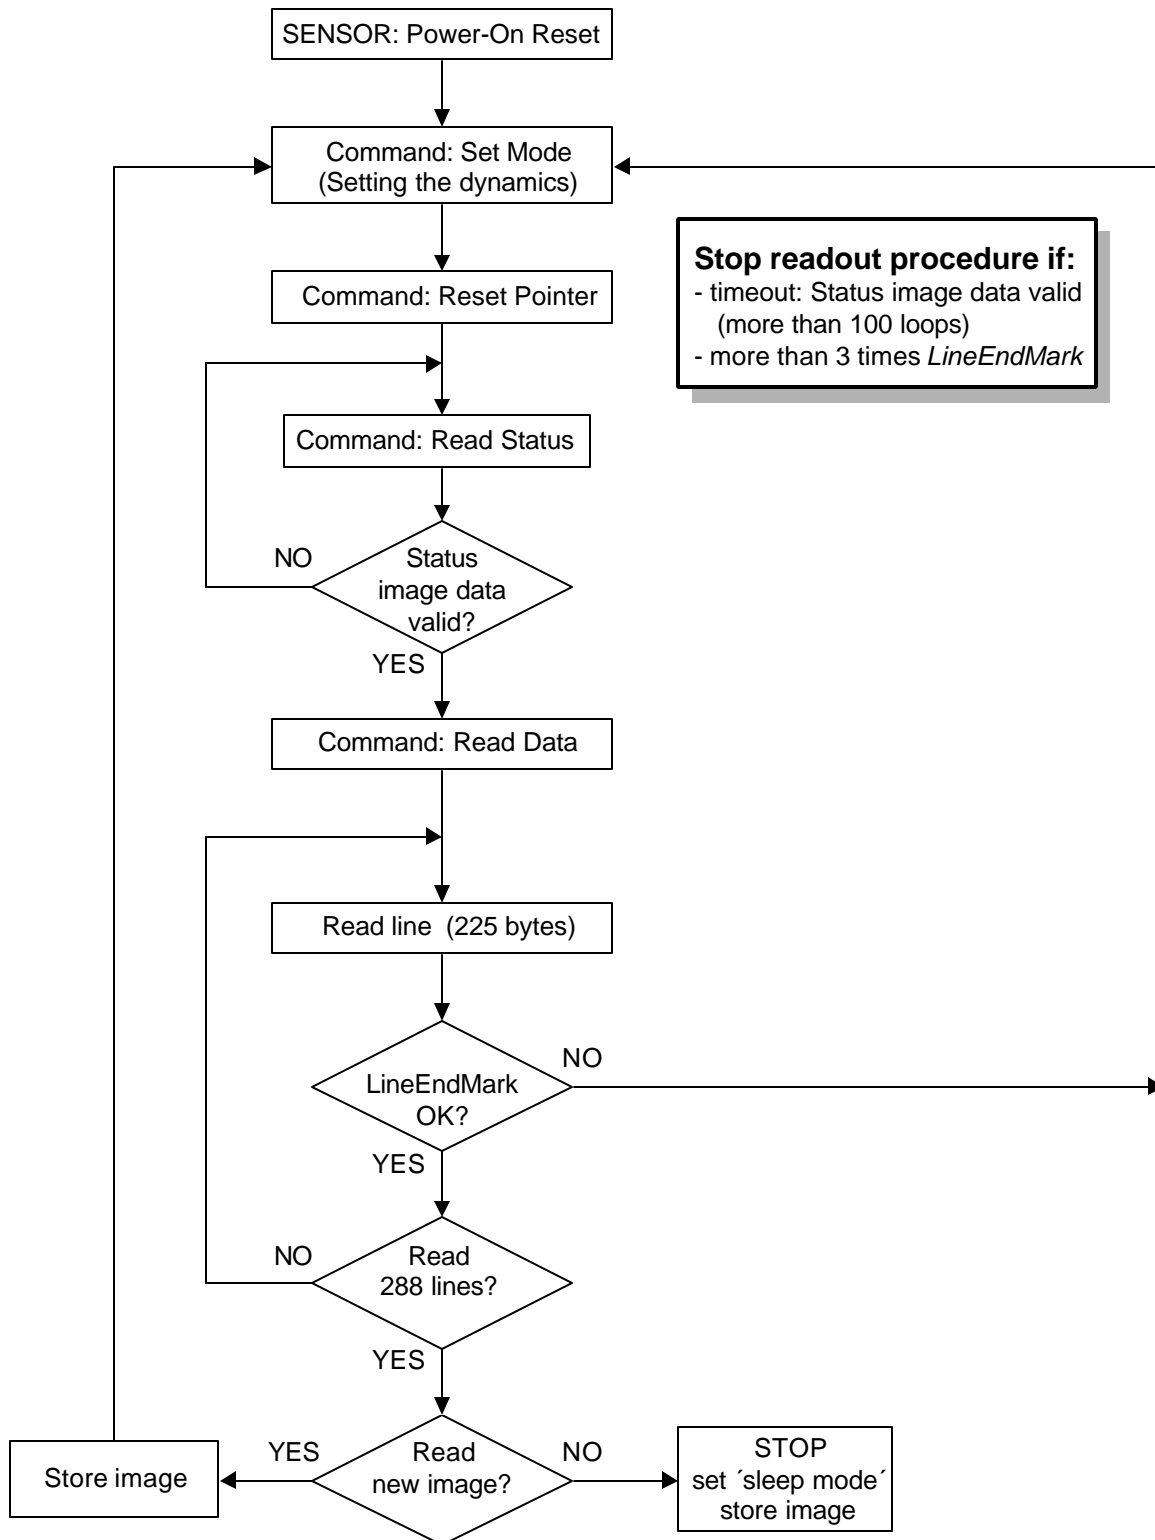 SENSOR: Power-On Reset
Command: Set Mode
(Setting the dynamics)
Stop readout procedure if:
- timeout: Status image data valid
(more than 100 loops)
- more than 3 times LineEndMark
Command: Reset Pointer
Command: Read Status
NO
Status
image data
valid?
YES
Command: Read Data
Read line (225 bytes)
NO
LineEndMark
OK?
YES
NO
Read
288 lines?
YES
Store image
YES
Read
new image?
NO
STOP
set ´sleep mode´
store image